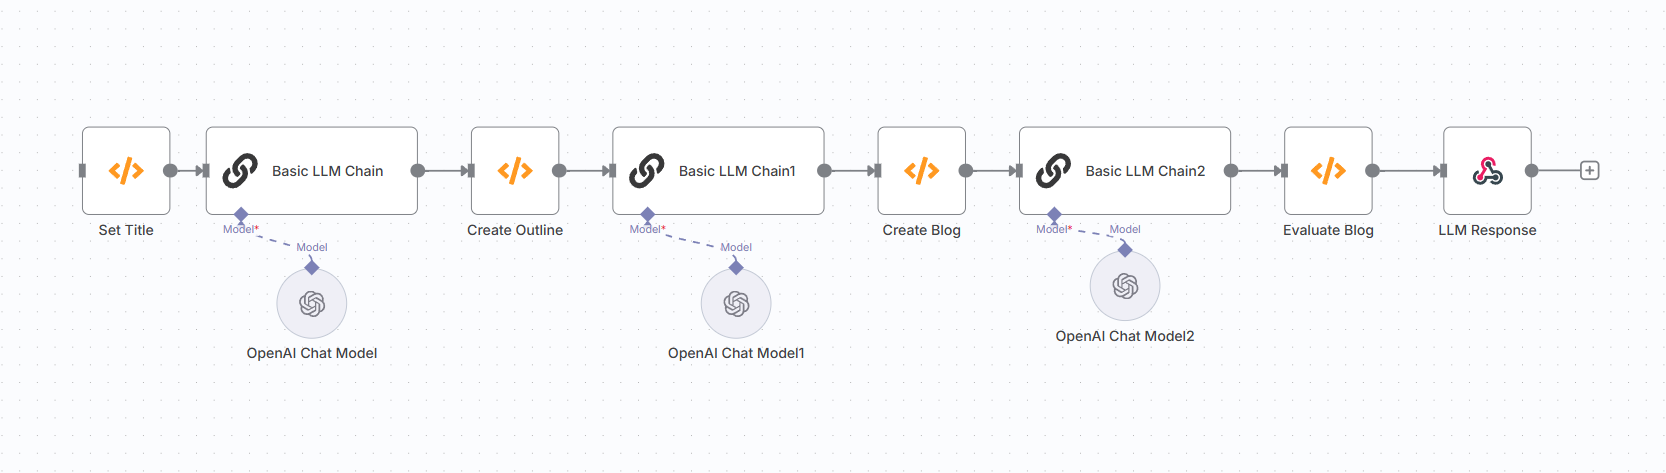 Basic LLM Chain
Basic LLM Chain1
Basic LLM Chain2
Set Title
Model*
Create Outline
Model*
Create Blog
Model*
Model
Evaluate Blog
LLM Response
Model
Model
OpenAI Chat Model2
OpenAI Chat Model
OpenAI Chat Model1